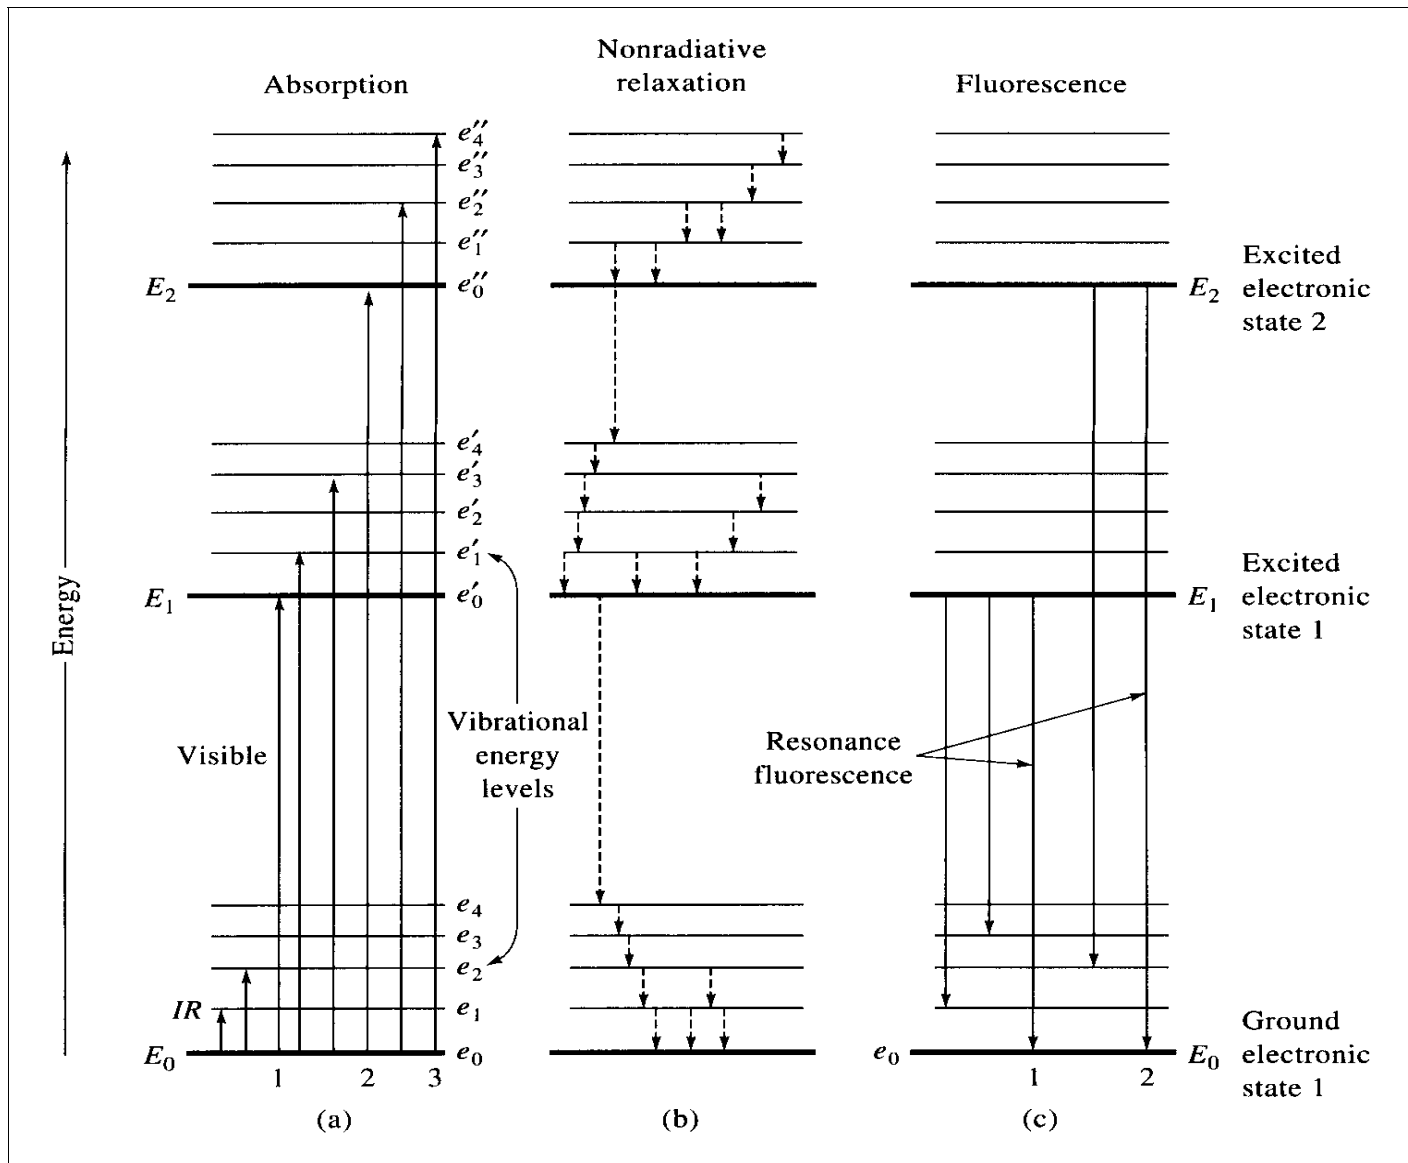 Nonradiative
relaxation
Absorption
Fluorescence
e″₄
e″₃
e″₂
e″₁
E₂
e″₀
E₂
Excited
electronic
state 2
e′₄
e′₃
e′₂
e′₁
E₁
e′₀
E₁
Excited
electronic
state 1
Energy
Visible
Vibrational
energy
levels
Resonance
fluorescence
e₄
e₃
e₂
IR
e₁
E₀
e₀
e₀
E₀
Ground
electronic
state 1
1
2
3
1
2
(a)
(b)
(c)